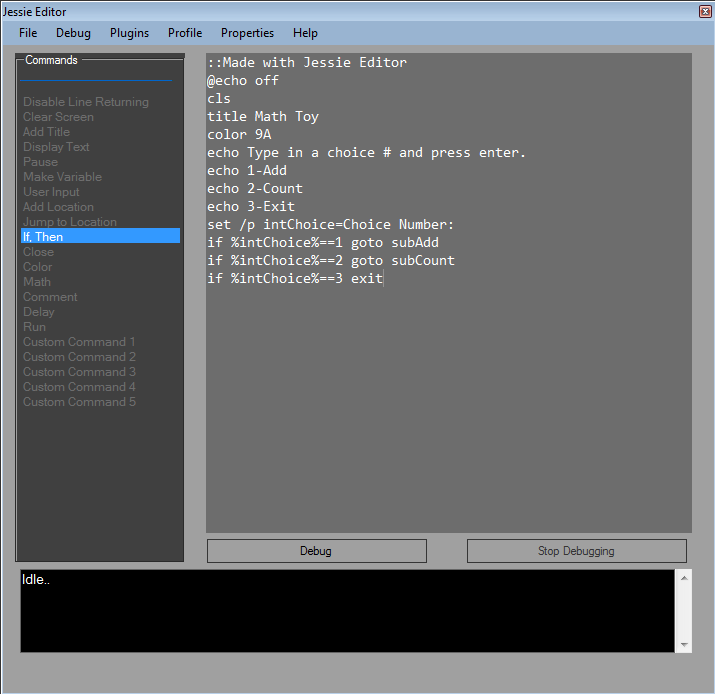 Jessie Editor
File Debug Plugins Profile Properties Help
Commands
Disable Line Returning
Clear Screen
Add Title
Display Text
Pause
Make Variable
User Input
Add Location
Jump to Location
If, Then
Close
Color
Math
Comment
Delay
Run
Custom Command 1
Custom Command 2
Custom Command 3
Custom Command 4
Custom Command 5
::Made with Jessie Editor
@echo off
cls
title Math Toy
color 9A
echo Type in a choice # and press enter.
echo 1-Add
echo 2-Count
echo 3-Exit
set /p intChoice=Choice Number:
if %intChoice%==1 goto subAdd
if %intChoice%==2 goto subCount
if %intChoice%==3 exit
Debug
Stop Debugging
Idle..